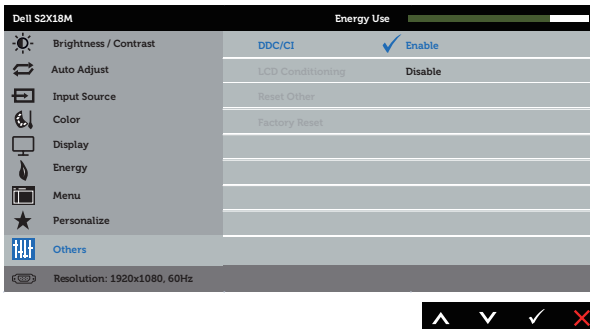 Dell S2X18M Energy Use
Brightness / Contrast DDC/CI Enable
Auto Adjust LCD Conditioning Disable
Input Source Reset Other
Color Factory Reset
Display
Energy
Menu
Personalize
Others
Resolution: 1920x1080, 60Hz